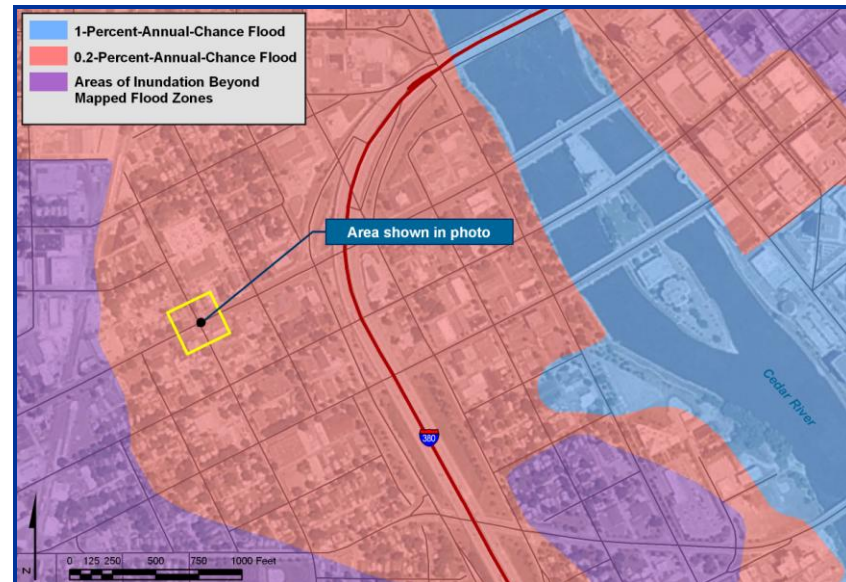 1-Percent-Annual-Chance Flood
0.2-Percent-Annual-Chance Flood
Areas of Inundation Beyond
Mapped Flood Zones
Area shown in photo
Cedar River
380
N
0 125 250 500 750 1000 Feet